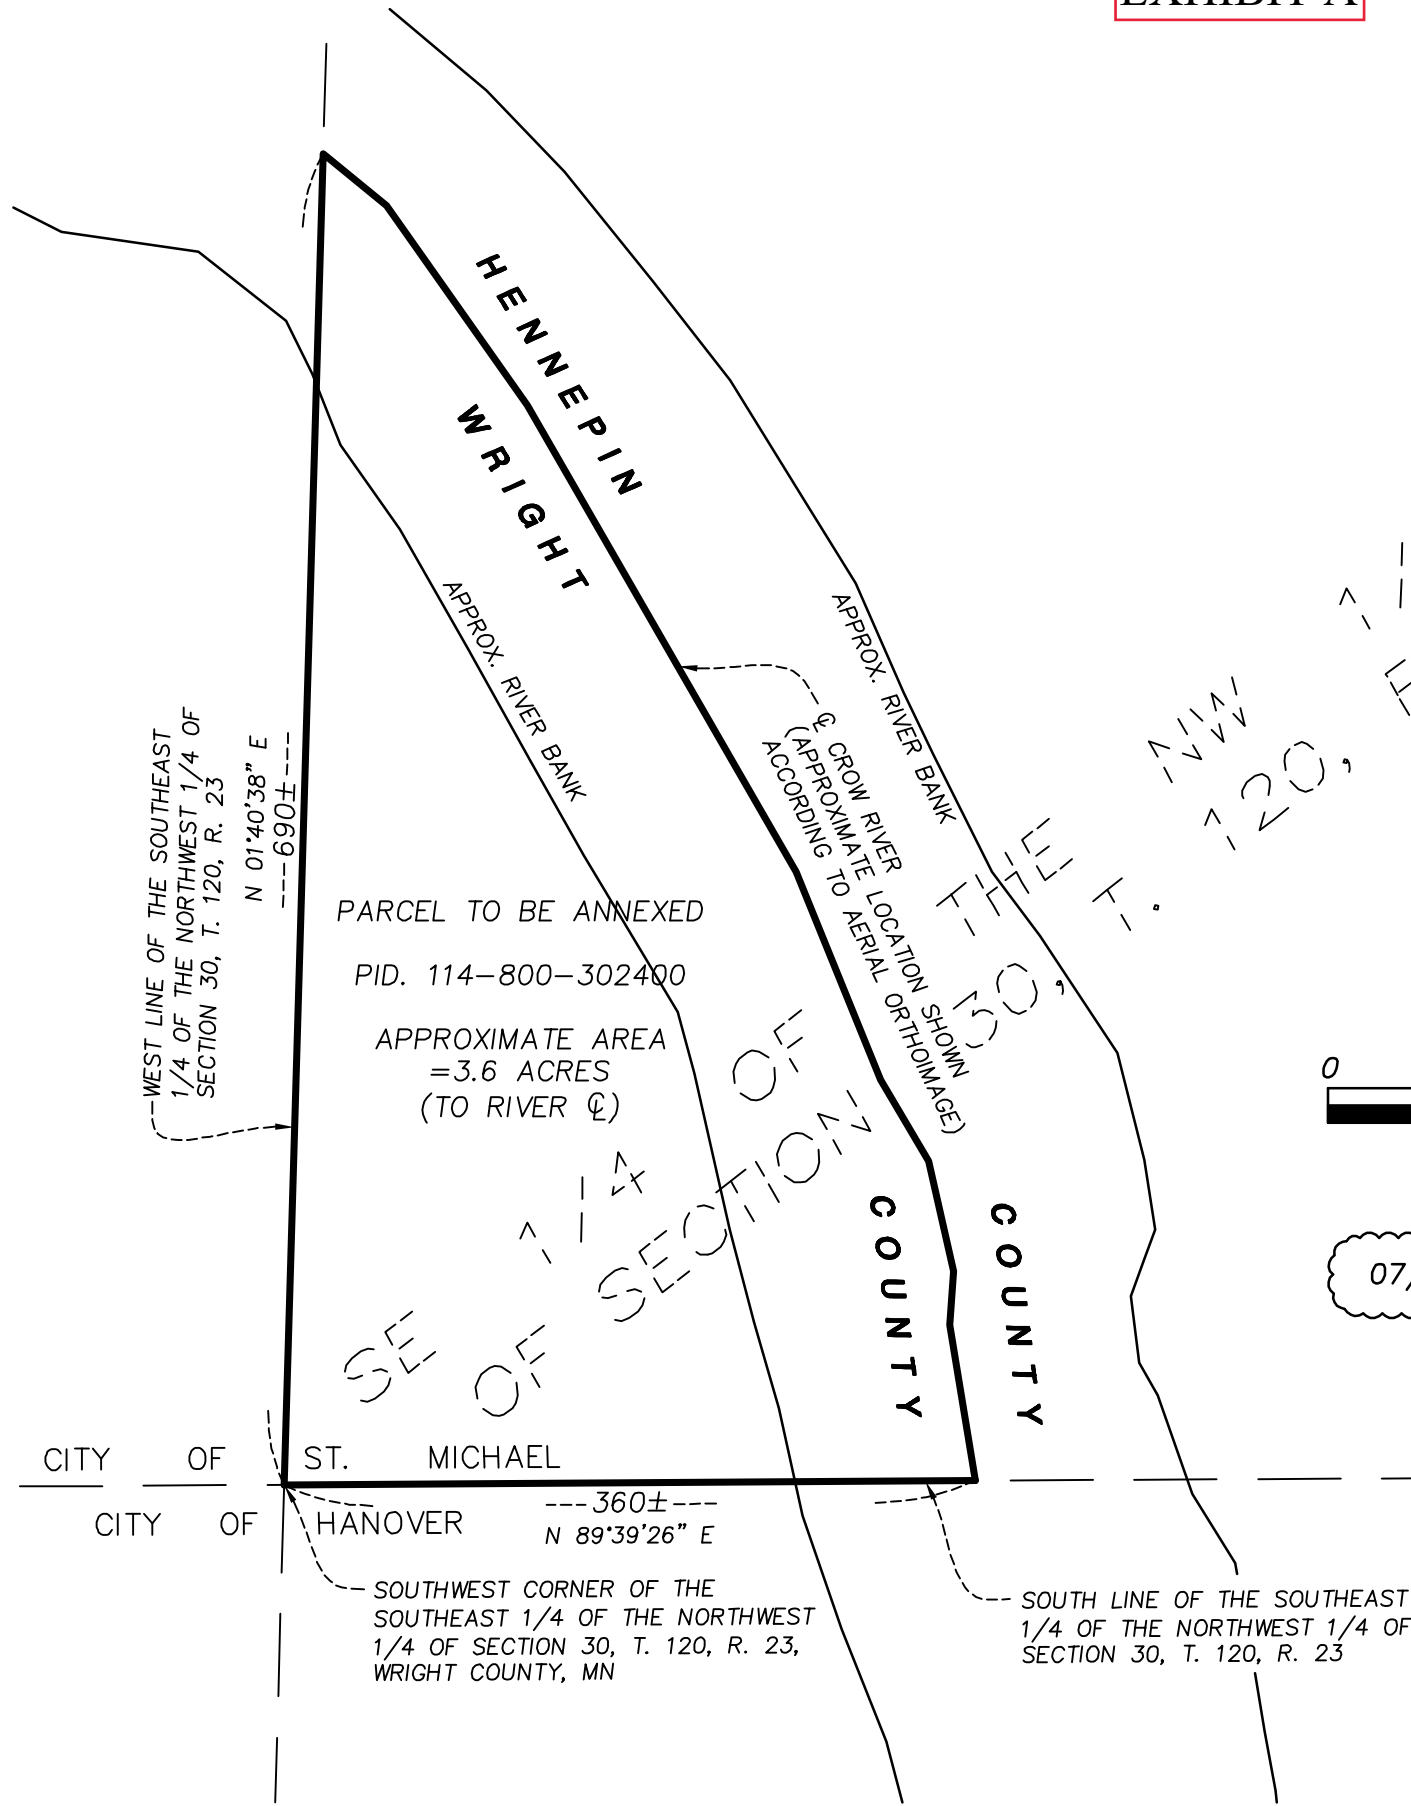 EXHIBIT A
HENNEPIN
WRIGHT
APPROX. RIVER BANK
APPROX. RIVER BANK
℄ CROW RIVER
(APPROXIMATE LOCATION SHOWN
ACCORDING TO AERIAL ORTHOIMAGE)
WEST LINE OF THE SOUTHEAST
1/4 OF THE NORTHWEST 1/4 OF
SECTION 30, T. 120, R. 23
N 01°40'38" E
---690±---
PARCEL TO BE ANNEXED
PID. 114-800-302400
APPROXIMATE AREA
=3.6 ACRES
(TO RIVER ℄)
SE 1/4 OF THE NW 1/
OF SECTION 30, T. 120,
0
07/
COUNTY
COUNTY
CITY OF ST. MICHAEL
CITY OF HANOVER
---360±---
N 89°39'26" E
SOUTHWEST CORNER OF THE
SOUTHEAST 1/4 OF THE NORTHWEST
1/4 OF SECTION 30, T. 120, R. 23,
WRIGHT COUNTY, MN
SOUTH LINE OF THE SOUTHEAST
1/4 OF THE NORTHWEST 1/4 OF
SECTION 30, T. 120, R. 23